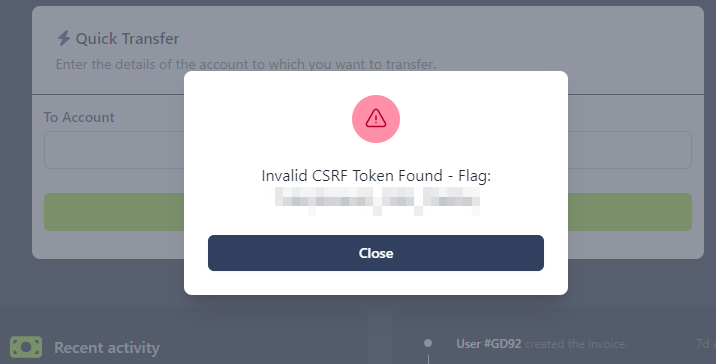 Quick Transfer
Enter the details of the account to which you want to transfer.
To Account
Invalid CSRF Token Found - Flag:
Close
Recent activity
User #GD92 created the invoice.
7d